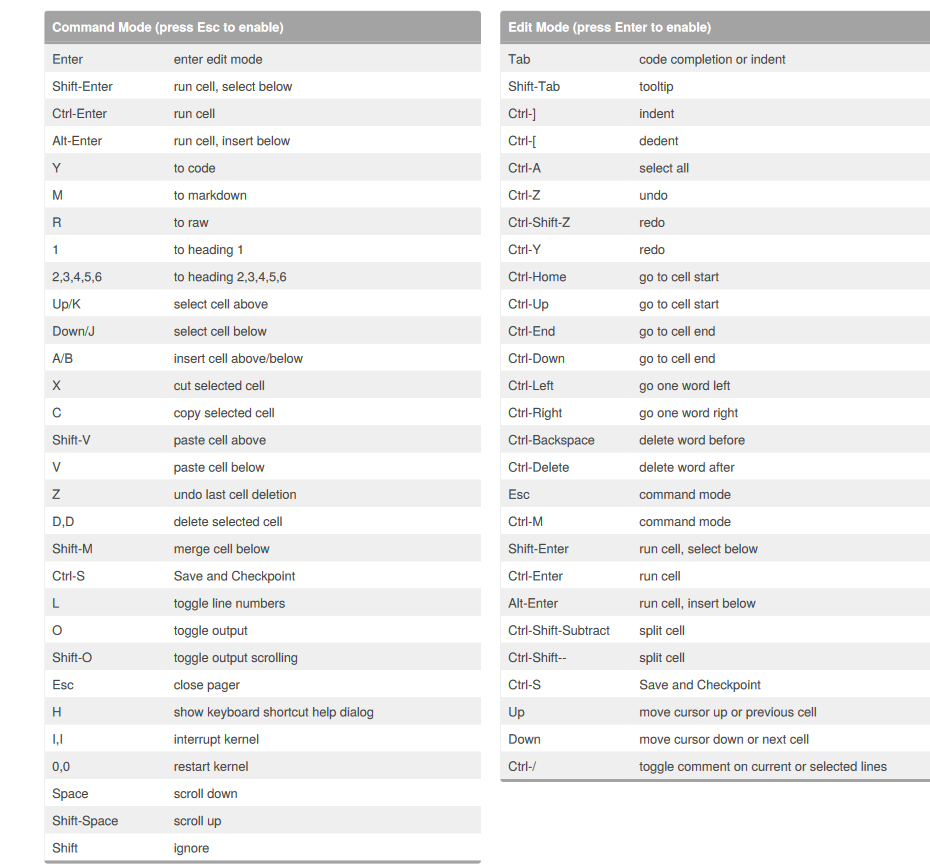 Command Mode (press Esc to enable)
Enter enter edit mode
Shift-Enter run cell, select below
Ctrl-Enter run cell
Alt-Enter run cell, insert below
Y to code
M to markdown
R to raw
1 to heading 1
2,3,4,5,6 to heading 2,3,4,5,6
Up/K select cell above
Down/J select cell below
A/B insert cell above/below
X cut selected cell
C copy selected cell
Shift-V paste cell above
V paste cell below
Z undo last cell deletion
D,D delete selected cell
Shift-M merge cell below
Ctrl-S Save and Checkpoint
L toggle line numbers
O toggle output
Shift-O toggle output scrolling
Esc close pager
H show keyboard shortcut help dialog
I,I interrupt kernel
0,0 restart kernel
Space scroll down
Shift-Space scroll up
Shift ignore
Edit Mode (press Enter to enable)
Tab code completion or indent
Shift-Tab tooltip
Ctrl-] indent
Ctrl-[ dedent
Ctrl-A select all
Ctrl-Z undo
Ctrl-Shift-Z redo
Ctrl-Y redo
Ctrl-Home go to cell start
Ctrl-Up go to cell start
Ctrl-End go to cell end
Ctrl-Down go to cell end
Ctrl-Left go one word left
Ctrl-Right go one word right
Ctrl-Backspace delete word before
Ctrl-Delete delete word after
Esc command mode
Ctrl-M command mode
Shift-Enter run cell, select below
Ctrl-Enter run cell
Alt-Enter run cell, insert below
Ctrl-Shift-Subtract split cell
Ctrl-Shift-- split cell
Ctrl-S Save and Checkpoint
Up move cursor up or previous cell
Down move cursor down or next cell
Ctrl-/ toggle comment on current or selected lines